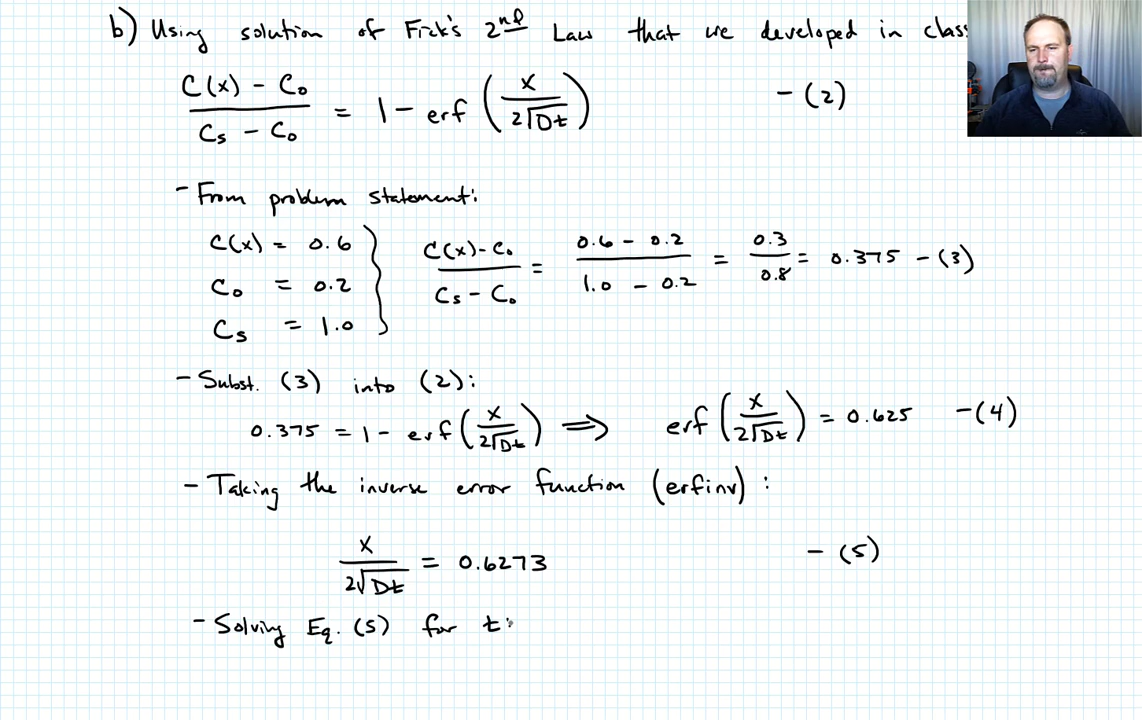 b) Using solution of Fick's 2nd Law that we developed in class
(C(x) - C₀)/(Cs - C₀) = 1 - erf (x/(2√Dt)) - (2)
- From problem statement:
C(x) = 0.6
C₀ = 0.2
Cs = 1.0
(C(x) - C₀)/(Cs - C₀) = (0.6 - 0.2)/(1.0 - 0.2) = 0.3/0.8 = 0.375 - (3)
- Subst. (3) into (2):
0.375 = 1 - erf (x/(2√Dt)) ⟹ erf (x/(2√Dt)) = 0.625 - (4)
- Taking the inverse error function (erfinv):
x/(2√Dt) = 0.6273 - (5)
- Solving Eq. (5) for t: